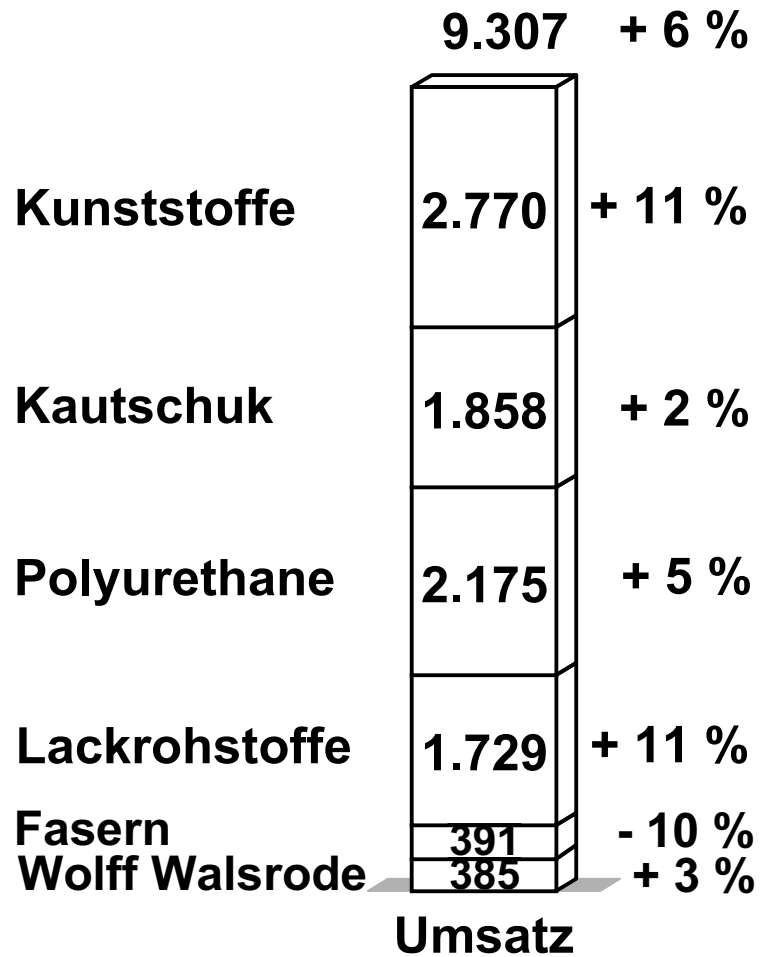 9.307 + 6 %
Kunststoffe 2.770 + 11 %
Kautschuk 1.858 + 2 %
Polyurethane 2.175 + 5 %
Lackrohstoffe 1.729 + 11 %
Fasern 391 - 10 %
Wolff Walsrode 385 + 3 %
Umsatz